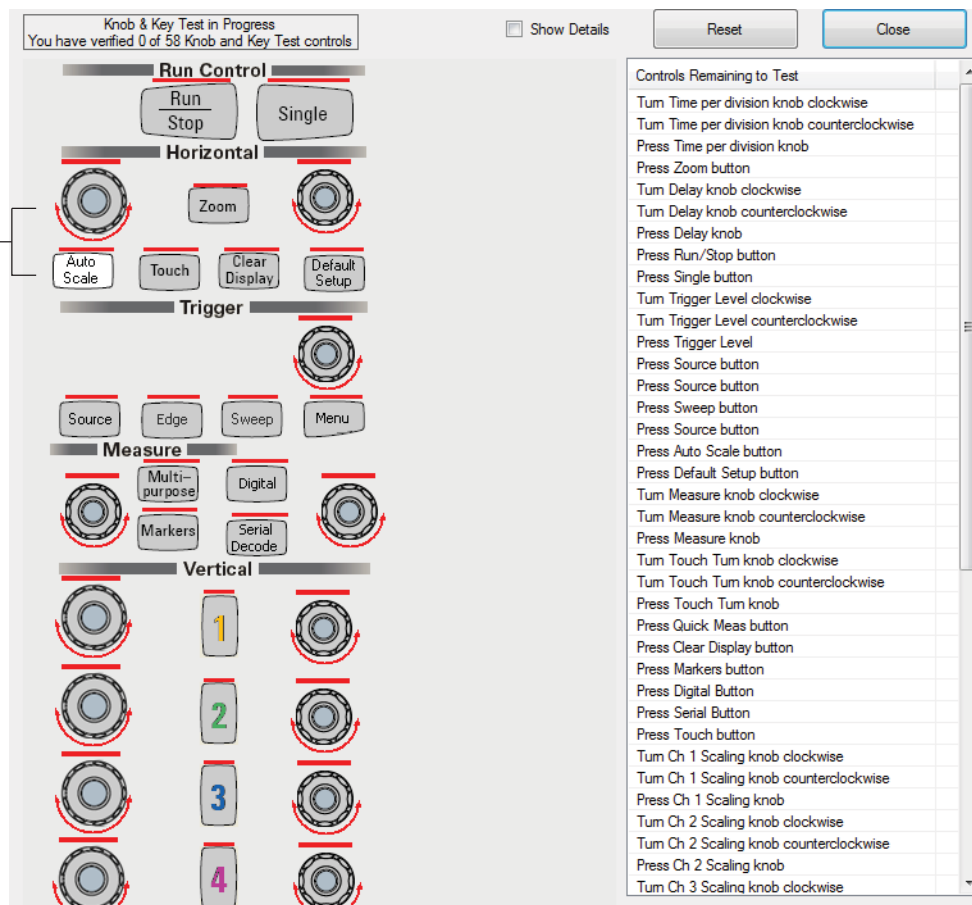 Knob & Key Test in Progress
You have verified 0 of 58 Knob and Key Test controls
Show Details
Reset
Close
Run Control
Run
Stop
Single
Horizontal
Zoom
Auto
Scale
Touch
Clear
Display
Default
Setup
Trigger
Source
Edge
Sweep
Menu
Measure
Multi-
purpose
Digital
Markers
Serial
Decode
Vertical
1
2
3
4
Controls Remaining to Test
Turn Time per division knob clockwise
Turn Time per division knob counterclockwise
Press Time per division knob
Press Zoom button
Turn Delay knob clockwise
Turn Delay knob counterclockwise
Press Delay knob
Press Run/Stop button
Press Single button
Turn Trigger Level clockwise
Turn Trigger Level counterclockwise
Press Trigger Level
Press Source button
Press Source button
Press Sweep button
Press Source button
Press Auto Scale button
Press Default Setup button
Turn Measure knob clockwise
Turn Measure knob counterclockwise
Press Measure knob
Turn Touch Turn knob clockwise
Turn Touch Turn knob counterclockwise
Press Touch Turn knob
Press Quick Meas button
Press Clear Display button
Press Markers button
Press Digital Button
Press Serial Button
Press Touch button
Turn Ch 1 Scaling knob clockwise
Turn Ch 1 Scaling knob counterclockwise
Press Ch 1 Scaling knob
Turn Ch 2 Scaling knob clockwise
Turn Ch 2 Scaling knob counterclockwise
Press Ch 2 Scaling knob
Turn Ch 3 Scaling knob clockwise